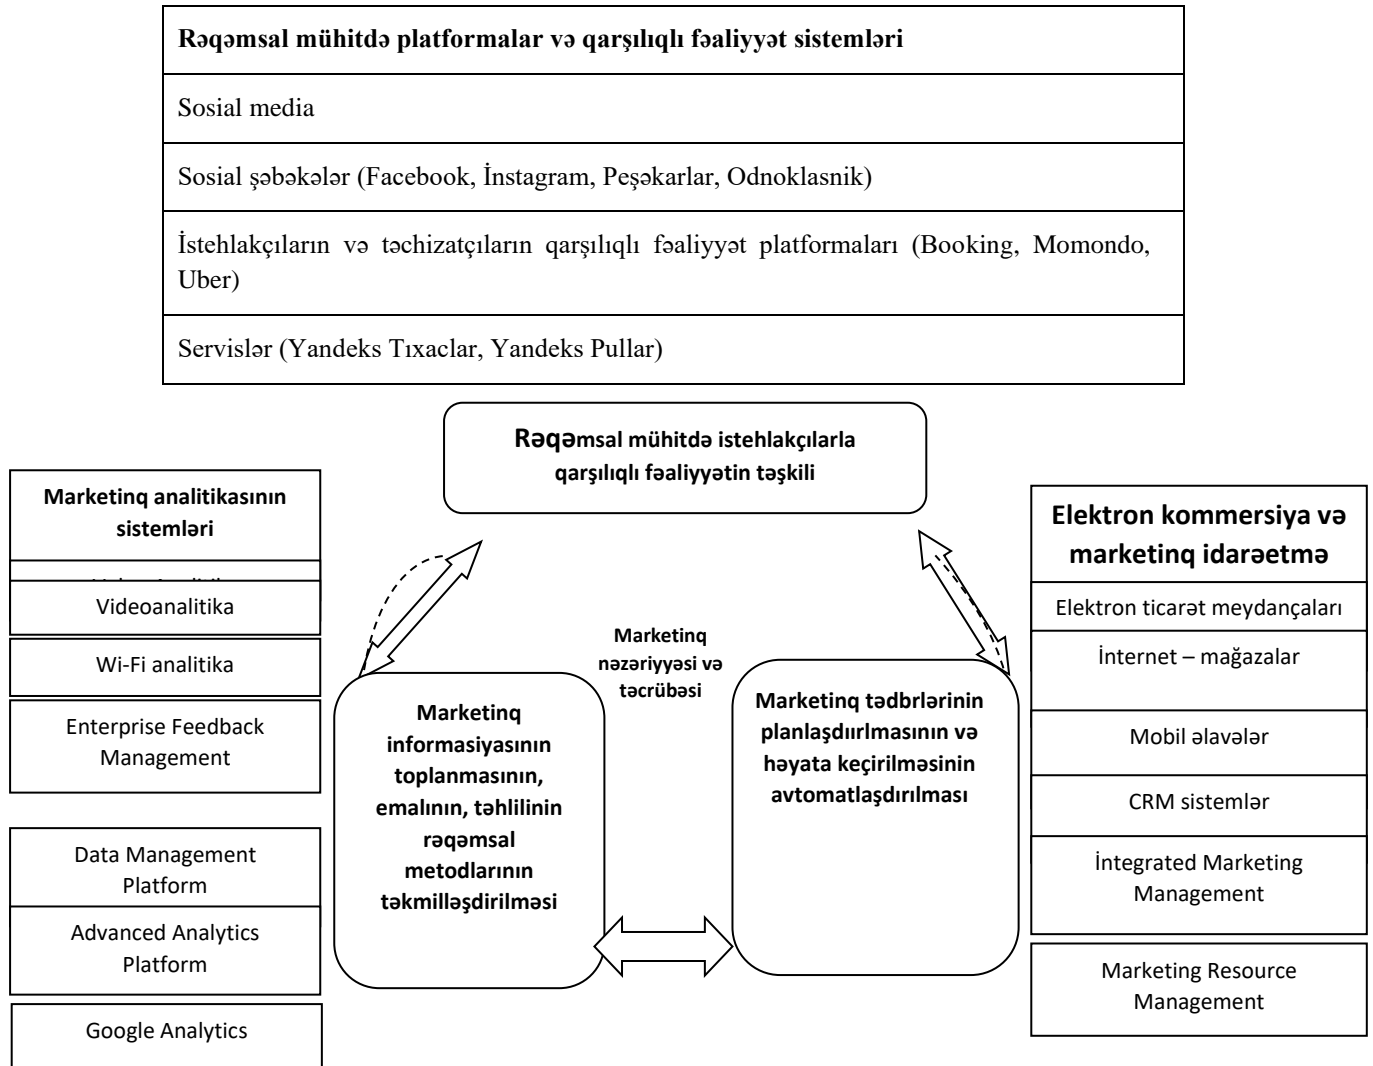 Rəqəmsal mühitdə platformalar və qarşılıqlı fəaliyyət sistemləri
Sosial media
Sosial şəbəkələr (Facebook, İnstagram, Peşəkarlar, Odnoklasnik)
İstehlakçıların və təchizatçıların qarşılıqlı fəaliyyət platformaları (Booking, Momondo,
Uber)
Servislər (Yandeks Tıxaclar, Yandeks Pullar)
Rəqəmsal mühitdə istehlakçılarla
qarşılıqlı fəaliyyətin təşkili
Marketinq analitikasının
sistemləri
Videoanalitika
Wi-Fi analitika
Enterprise Feedback
Management
Data Management
Platform
Advanced Analytics
Platform
Google Analytics
Marketinq
informasiyasının
toplanmasının,
emalının, təhlilinin
rəqəmsal
metodlarının
təkmilləşdirilməsi
Marketinq
nəzəriyyəsi və
təcrübəsi
Marketinq tədbrlərinin
planlaşdıırlmasının və
həyata keçirilməsinin
avtomatlaşdırılması
Elektron kommersiya və
marketinq idarəetmə
Elektron ticarət meydançaları
İnternet – mağazalar
Mobil əlavələr
CRM sistemlər
İntegrated Marketing
Management
Marketing Resource
Management